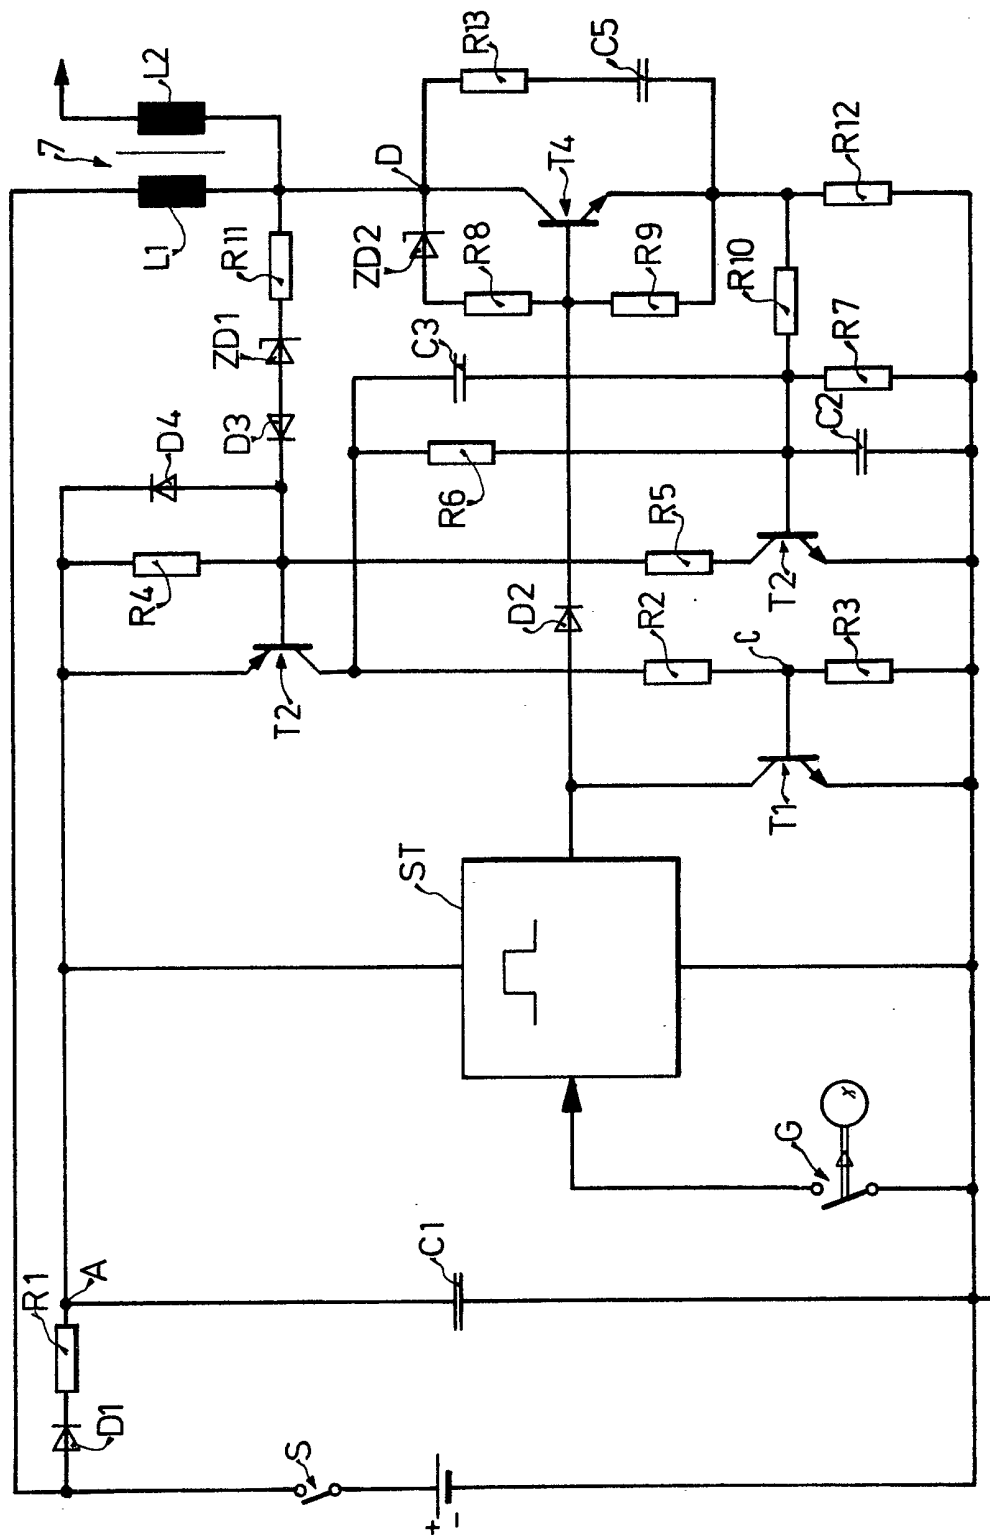 7
L2
L1
R11
ZD1
D3
D4
R4
T2
R13
C5
D
T4
ZD2
R8
R9
R12
R10
C3
R7
C2
R6
R5
T2
D2
R2
C
R3
T1
ST
G
γ
R1
A
C1
D1
S
+
-